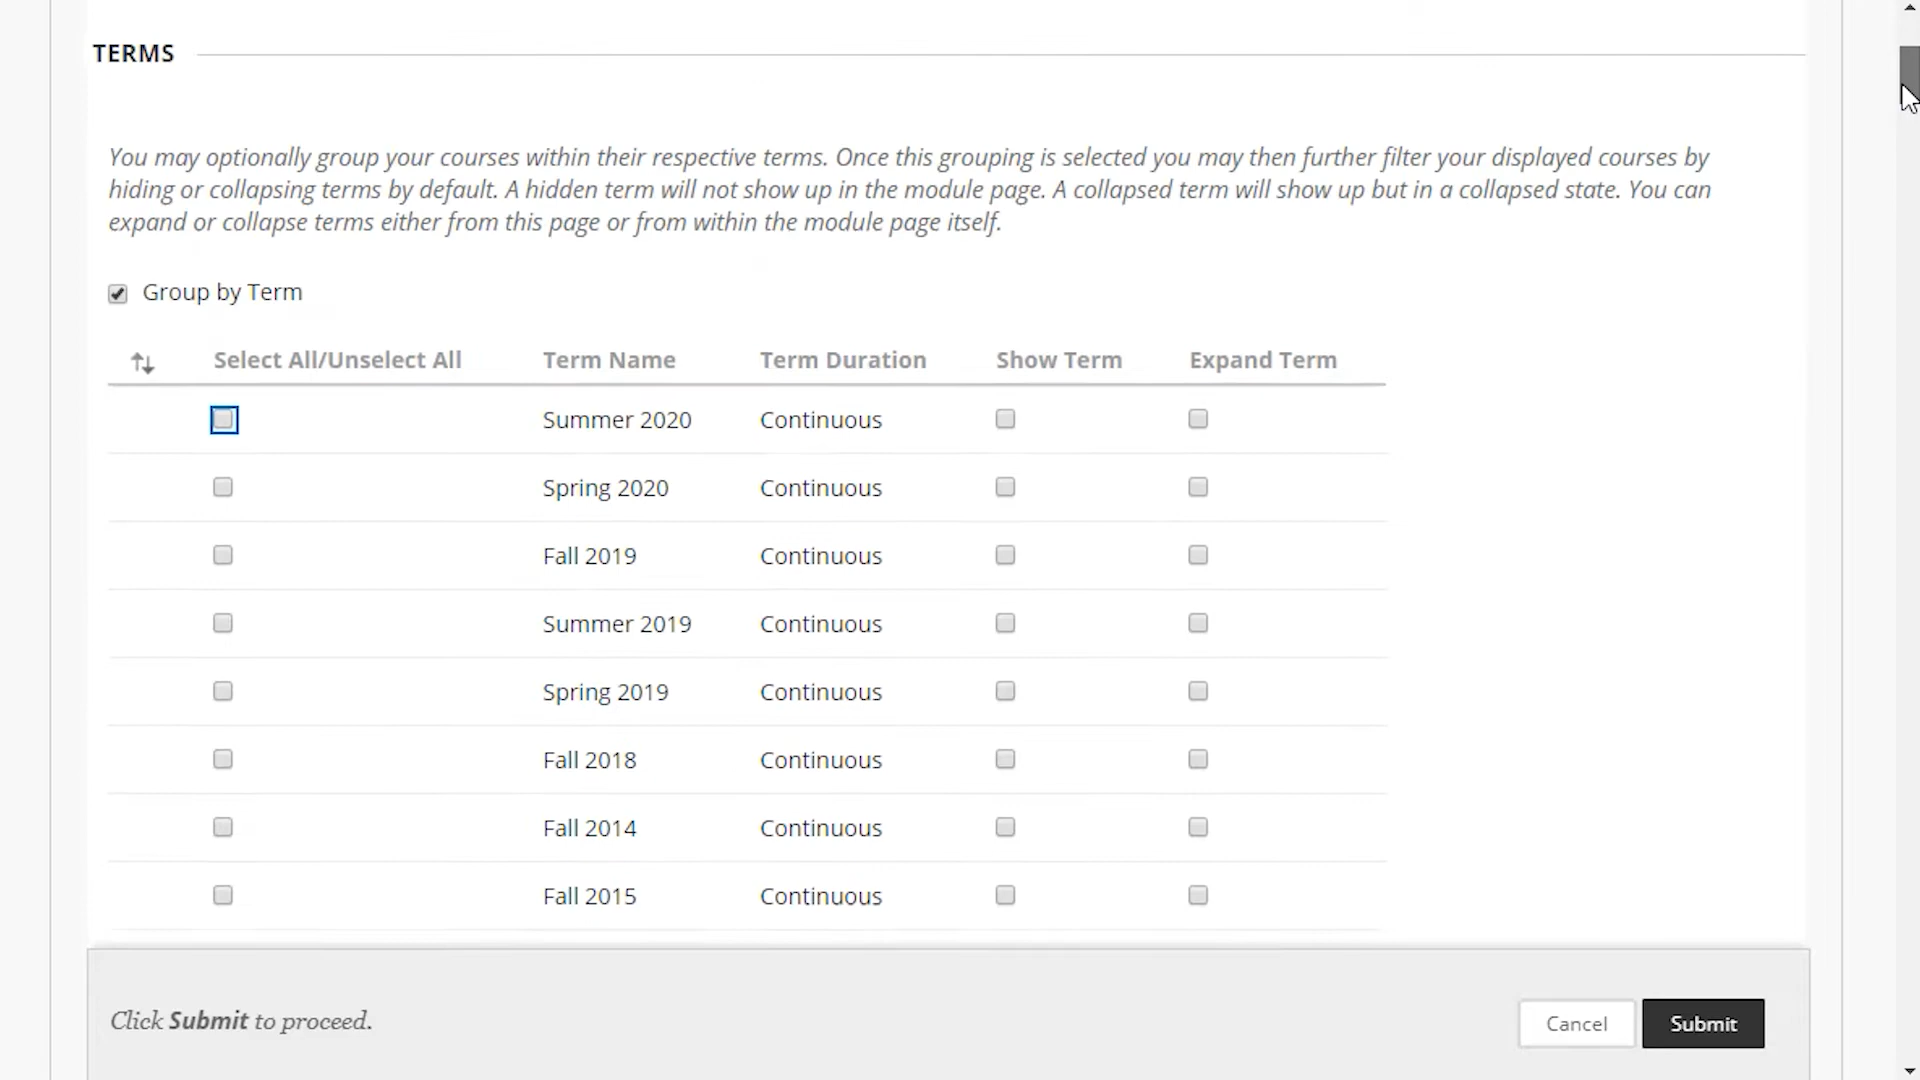 TERMS
You may optionally group your courses within their respective terms. Once this grouping is selected you may then further filter your displayed courses by
hiding or collapsing terms by default. A hidden term will not show up in the module page. A collapsed term will show up but in a collapsed state. You can
expand or collapse terms either from this page or from within the module page itself.
Group by Term
Select All/Unselect All Term Name Term Duration Show Term Expand Term
Summer 2020 Continuous
Spring 2020 Continuous
Fall 2019 Continuous
Summer 2019 Continuous
Spring 2019 Continuous
Fall 2018 Continuous
Fall 2014 Continuous
Fall 2015 Continuous
Click Submit to proceed.
Cancel Submit